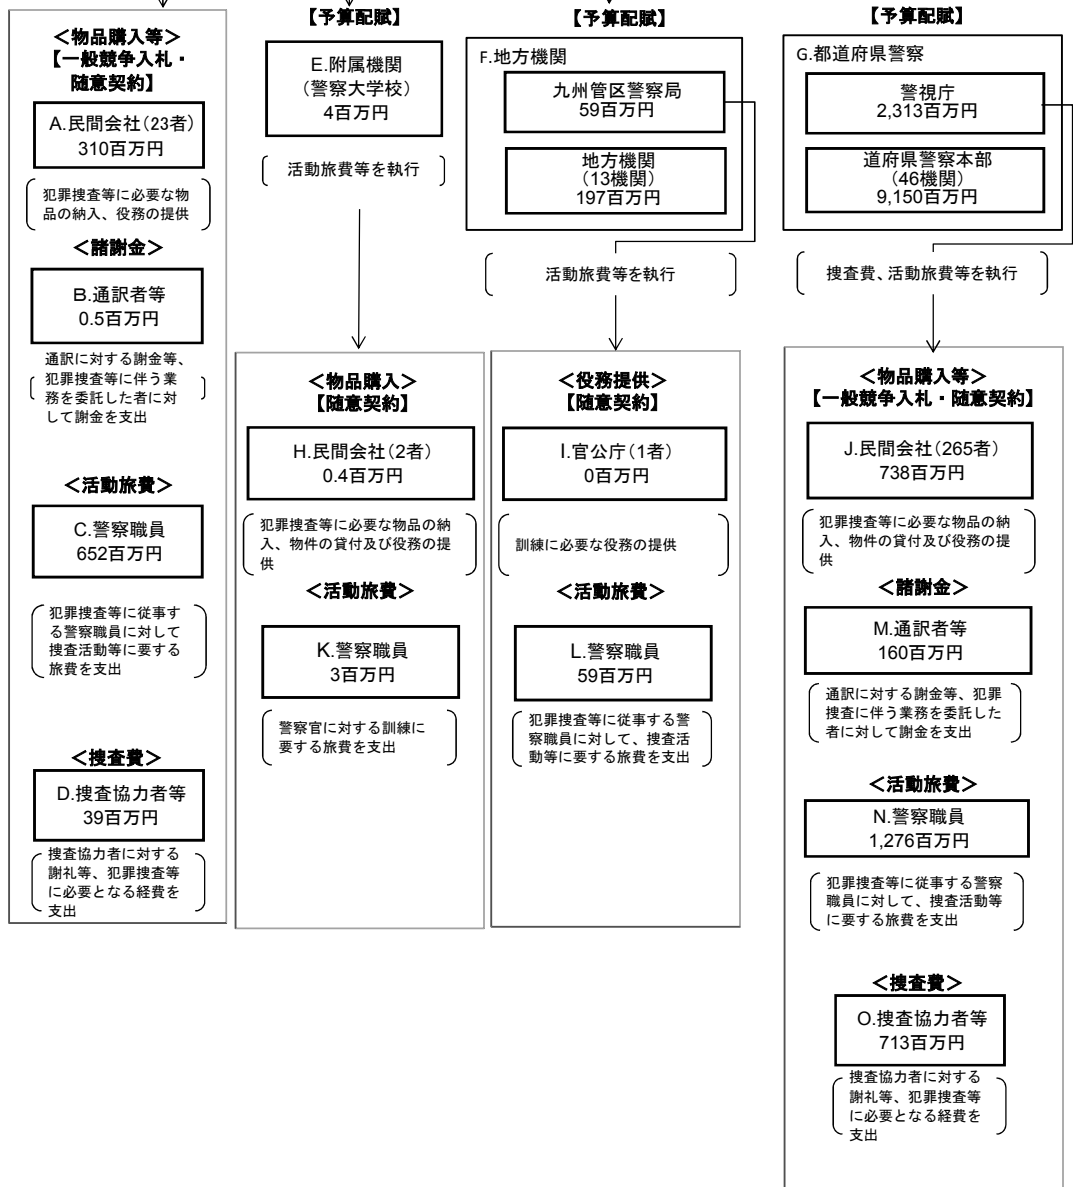 ＜物品購入等＞
【一般競争入札・
随意契約】
A.民間会社(23者)
310百万円
犯罪捜査等に必要な物
品の納入、役務の提供
＜諸謝金＞
B.通訳者等
0.5百万円
通訳に対する謝金等、
犯罪捜査等に伴う業
務を委託した者に対
して謝金を支出
＜活動旅費＞
C.警察職員
652百万円
犯罪捜査等に従事す
る警察職員に対して
捜査活動等に要する
旅費を支出
＜捜査費＞
D.捜査協力者等
39百万円
捜査協力者に対する
謝礼等、犯罪捜査等
に必要となる経費を
支出
【予算配賦】
E.附属機関
(警察大学校)
4百万円
活動旅費等を執行
＜物品購入＞
【随意契約】
H.民間会社(2者)
0.4百万円
犯罪捜査等に必要な物品の納
入、物件の貸付及び役務の提
供
＜活動旅費＞
K.警察職員
3百万円
警察官に対する訓練に
要する旅費を支出
【予算配賦】
F.地方機関
九州管区警察局
59百万円
地方機関
(13機関)
197百万円
活動旅費等を執行
＜役務提供＞
【随意契約】
I.官公庁(1者)
0百万円
訓練に必要な役務の提供
＜活動旅費＞
L.警察職員
59百万円
犯罪捜査等に従事する警
察職員に対して、捜査活
動等に要する旅費を支出
【予算配賦】
G.都道府県警察
警視庁
2,313百万円
道府県警察本部
(46機関)
9,150百万円
捜査費、活動旅費等を執行
＜物品購入等＞
【一般競争入札・随意契約】
J.民間会社(265者)
738百万円
犯罪捜査等に必要な物品の納
入、物件の貸付及び役務の提
供
＜諸謝金＞
M.通訳者等
160百万円
通訳に対する謝金等、犯罪
捜査に伴う業務を委託した
者に対して謝金を支出
＜活動旅費＞
N.警察職員
1,276百万円
犯罪捜査等に従事する警察
職員に対して、捜査活動等
に要する旅費を支出
＜捜査費＞
O.捜査協力者等
713百万円
捜査協力者に対する
謝礼等、犯罪捜査等
に必要となる経費を
支出